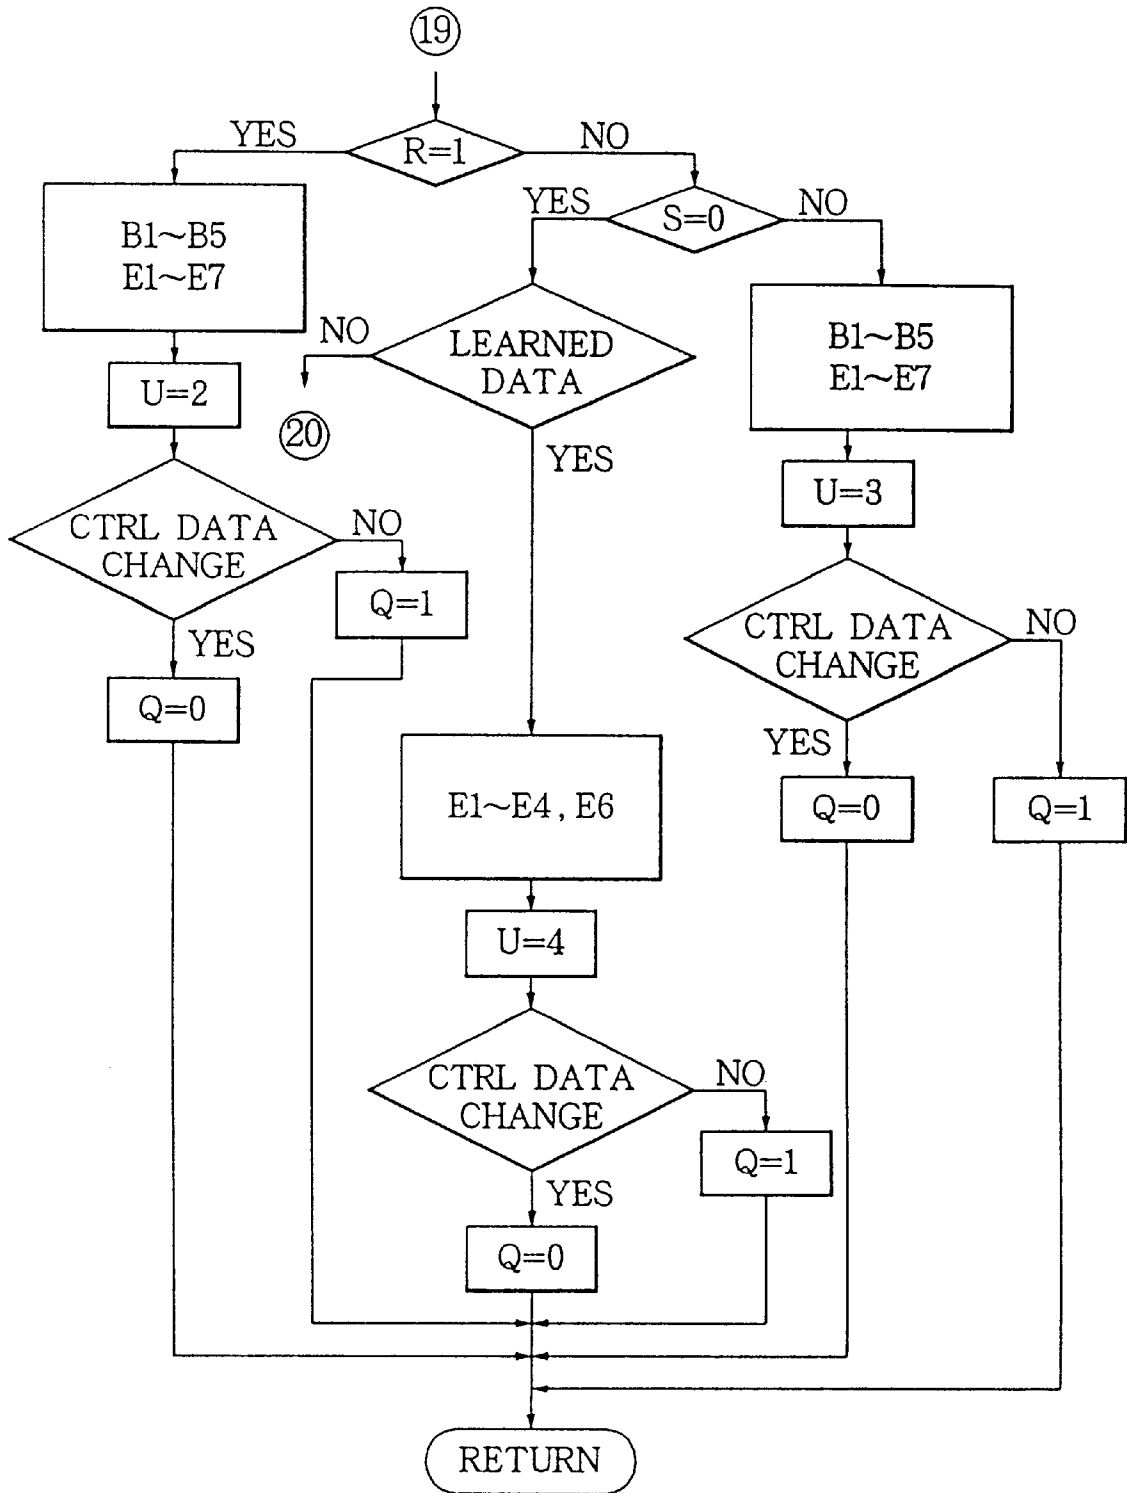 19
YES
R=1
NO
YES
S=0
NO
B1~B5
E1~E7
NO
LEARNED
DATA
B1~B5
E1~E7
U=2
20
YES
U=3
CTRL DATA
CHANGE
NO
Q=1
YES
CTRL DATA
CHANGE
NO
Q=0
YES
E1~E4, E6
Q=0
Q=1
U=4
CTRL DATA
CHANGE
NO
Q=1
YES
Q=0
RETURN